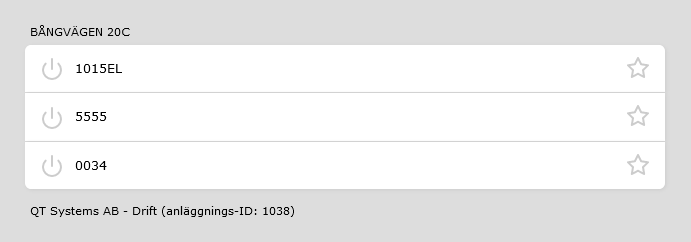 BÅNGVÄGEN 20C
1015EL
5555
0034
QT Systems AB - Drift (anläggnings-ID: 1038)